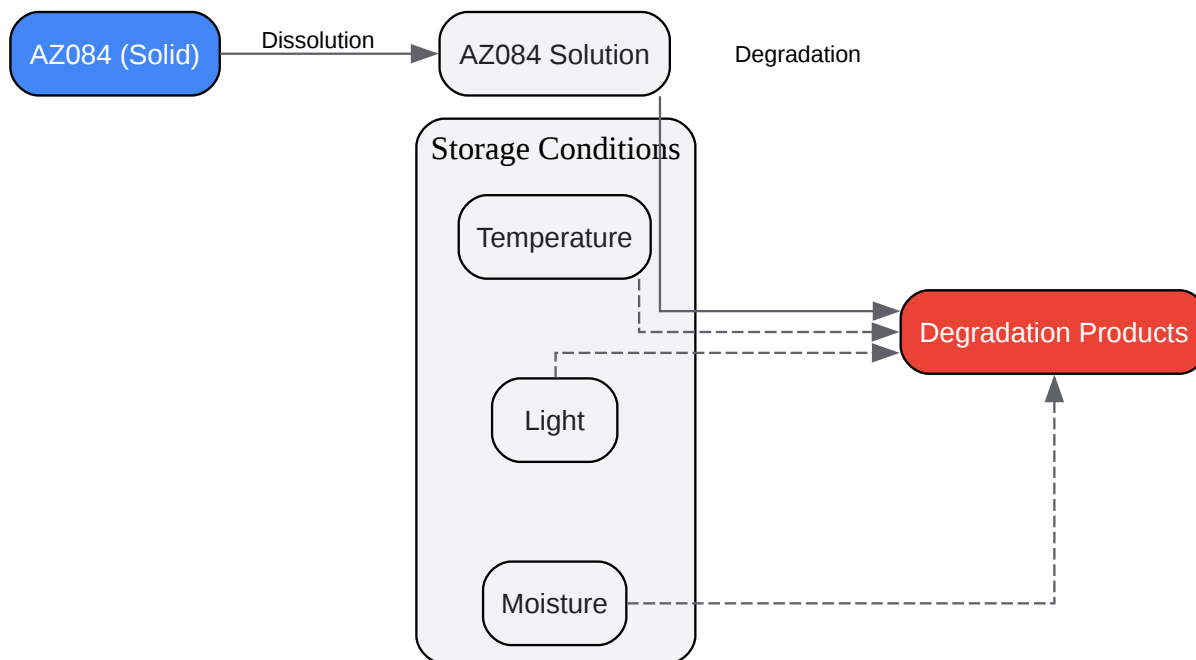 AZ084 (Solid)
Dissolution
AZ084 Solution
Degradation
Storage Conditions
Temperature
Degradation Products
Light
Moisture